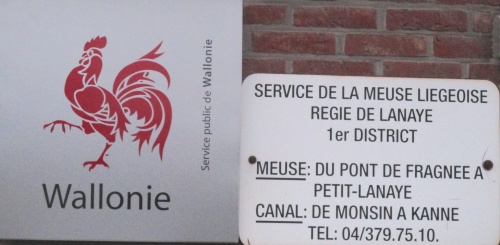 Service public de Wallonie
Wallonie
SERVICE DE LA MEUSE LIEGEOISE
REGIE DE LANAYE
1er DISTRICT
MEUSE: DU PONT DE FRAGNEE A
PETIT-LANAYE
CANAL: DE MONSIN A KANNE
TEL: 04/379.75.10.